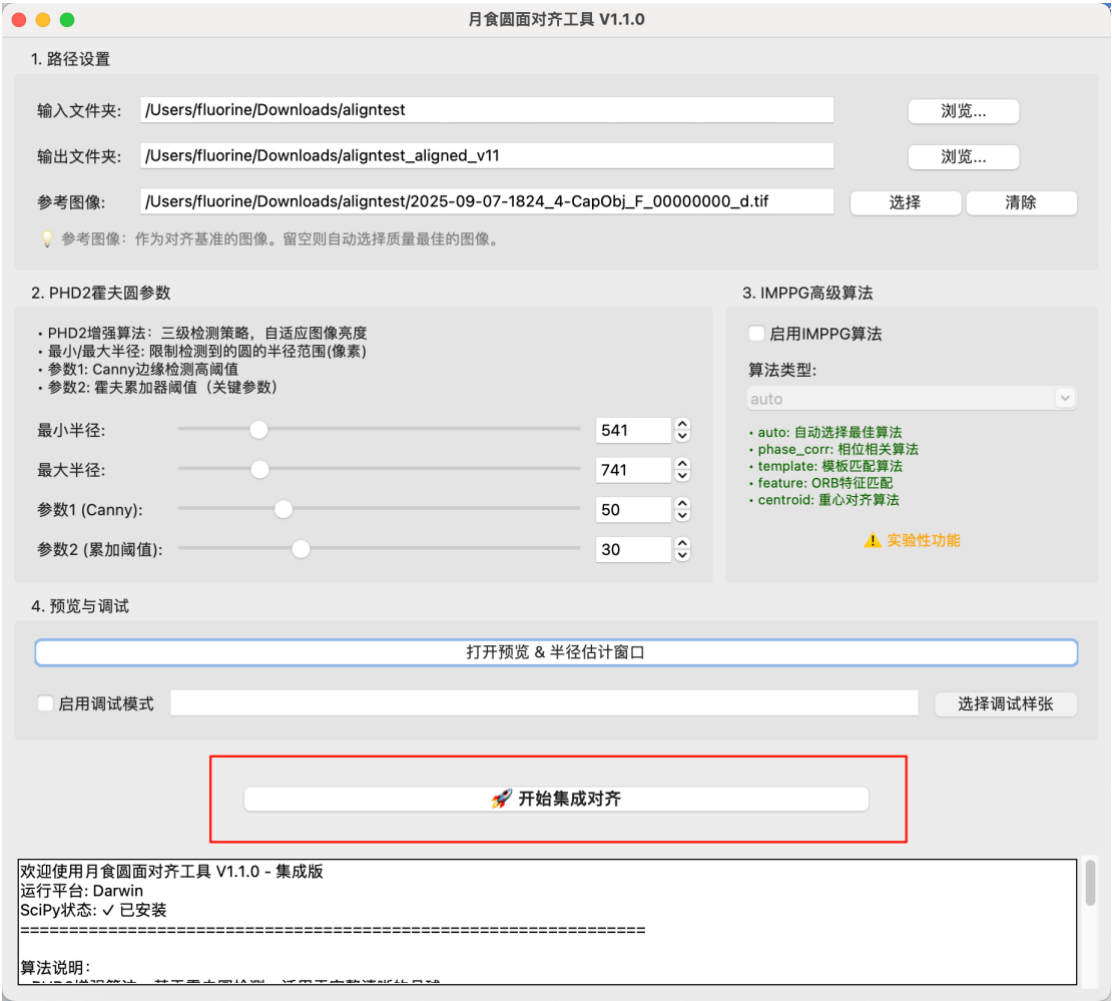 月食圆面对齐工具 V1.1.0
1. 路径设置
输入文件夹: /Users/fluorine/Downloads/aligntest 浏览...
输出文件夹: /Users/fluorine/Downloads/aligntest_aligned_v11 浏览...
参考图像: /Users/fluorine/Downloads/aligntest/2025-09-07-1824_4-CapObj_F_00000000_d.tif 选择 清除
💡 参考图像：作为对齐基准的图像。留空则自动选择质量最佳的图像。
2. PHD2霍夫圆参数
• PHD2增强算法：三级检测策略，自适应图像亮度
• 最小/最大半径: 限制检测到的圆的半径范围(像素)
• 参数1: Canny边缘检测高阈值
• 参数2: 霍夫累加器阈值（关键参数）
最小半径: 541
最大半径: 741
参数1 (Canny): 50
参数2 (累加阈值): 30
3. IMPPG高级算法
启用IMPPG算法
算法类型:
auto
• auto: 自动选择最佳算法
• phase_corr: 相位相关算法
• template: 模板匹配算法
• feature: ORB特征匹配
• centroid: 重心对齐算法
⚠️ 实验性功能
4. 预览与调试
打开预览 & 半径估计窗口
启用调试模式 选择调试样张
🚀 开始集成对齐
欢迎使用月食圆面对齐工具 V1.1.0 - 集成版
运行平台: Darwin
SciPy状态: ✓ 已安装
================================================================
算法说明: